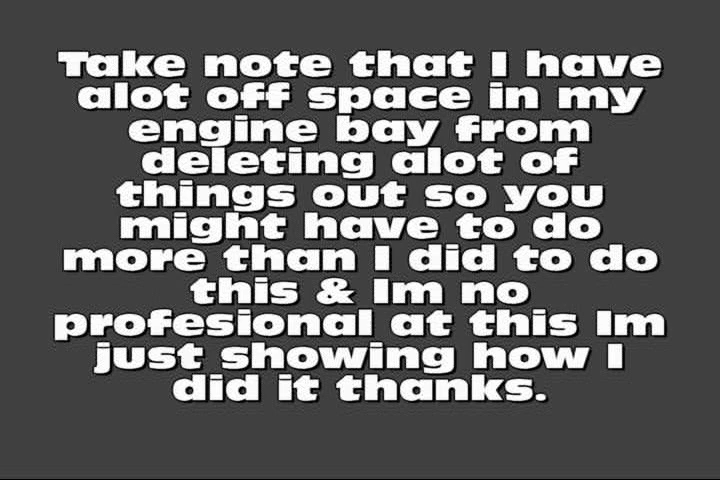 Take note that I have
alot off space in my
engine bay from
deleting alot of
things out so you
might have to do
more than I did to do
this & Im no
profesional at this Im
just showing how I
did it thanks.